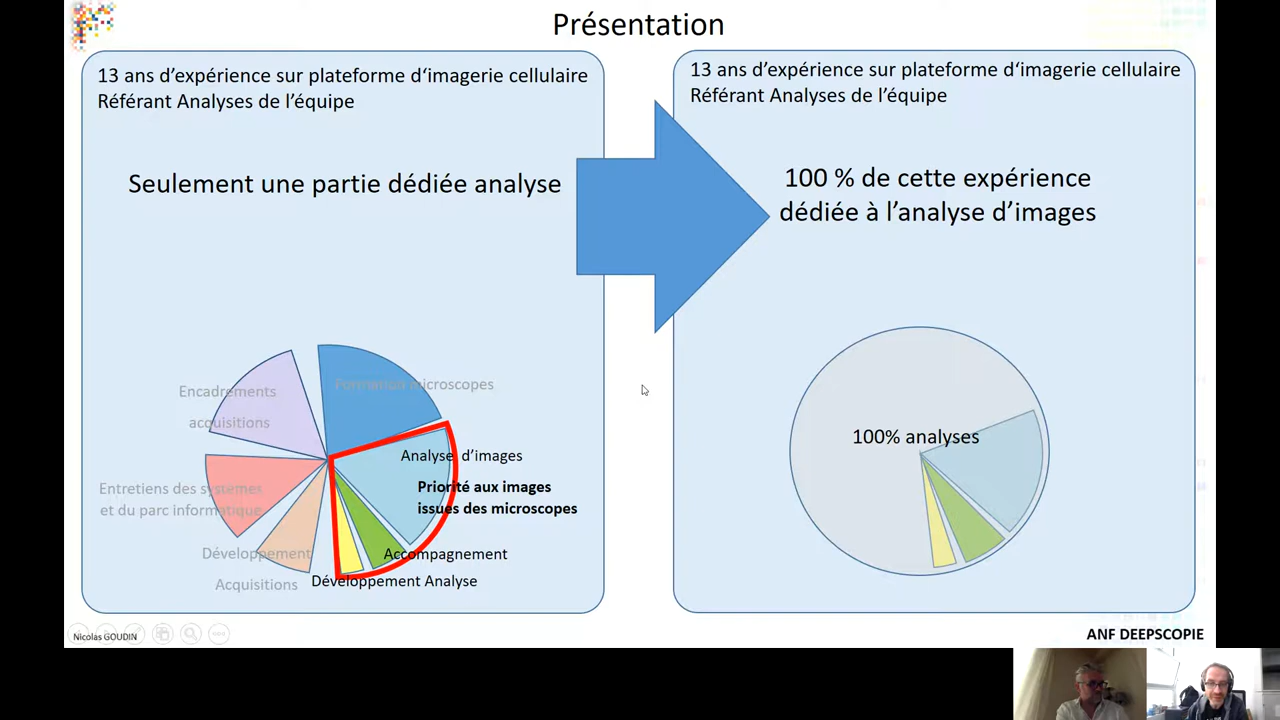 Présentation
13 ans d’expérience sur plateforme d‘imagerie cellulaire
Référant Analyses de l’équipe
Seulement une partie dédiée analyse
Encadrements
acquisitions
Formation microscopes
Analyse d’images
Priorité aux images
issues des microscopes
Entretiens des systèmes
et du parc informatique
Développement
Acquisitions
Accompagnement
Développement Analyse
13 ans d’expérience sur plateforme d‘imagerie cellulaire
Référant Analyses de l’équipe
100 % de cette expérience
dédiée à l’analyse d’images
100% analyses
Nicolas GOUDIN
ANF DEEPSCOPIE